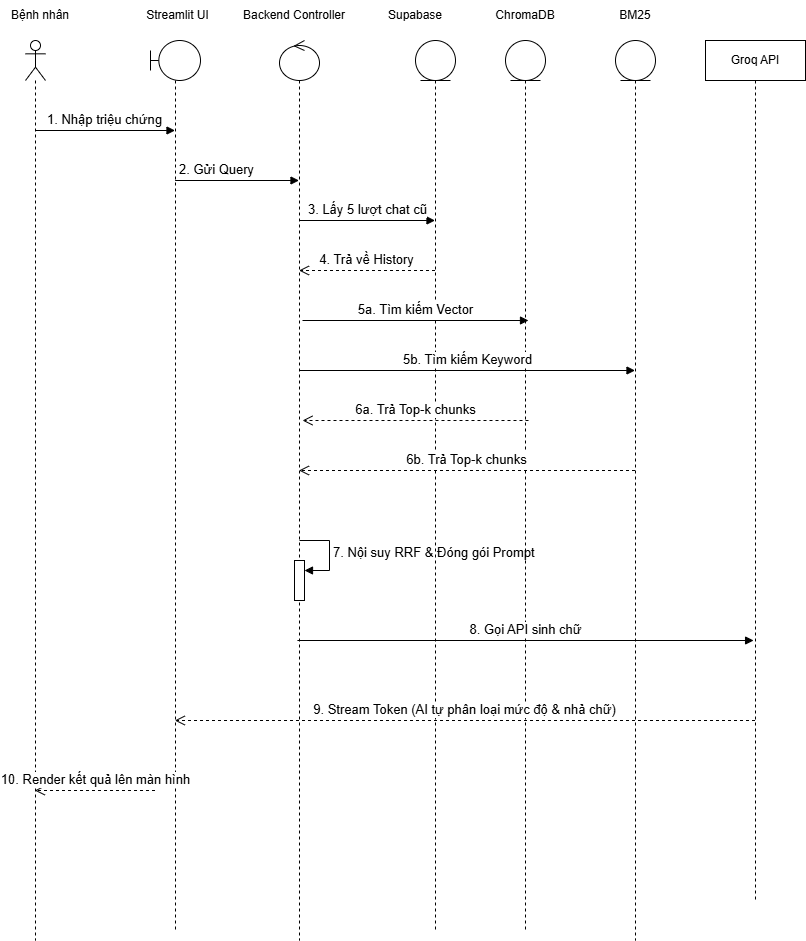 Bệnh nhân
Streamlit UI
Backend Controller
Supabase
ChromaDB
BM25
Groq API
1. Nhập triệu chứng
2. Gửi Query
3. Lấy 5 lượt chat cũ
4. Trả về History
5a. Tìm kiếm Vector
5b. Tìm kiếm Keyword
6a. Trả Top-k chunks
6b. Trả Top-k chunks
7. Nội suy RRF & Đóng gói Prompt
8. Gọi API sinh chữ
9. Stream Token (AI tự phân loại mức độ & nhả chữ)
10. Render kết quả lên màn hình